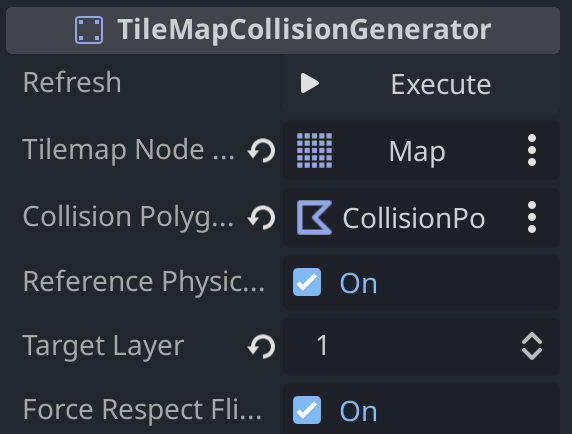 TileMapCollisionGenerator
Refresh Execute
Tilemap Node ... Map
Collision Polyg... CollisionPo
Reference Physic... On
Target Layer 1
Force Respect Fli... On